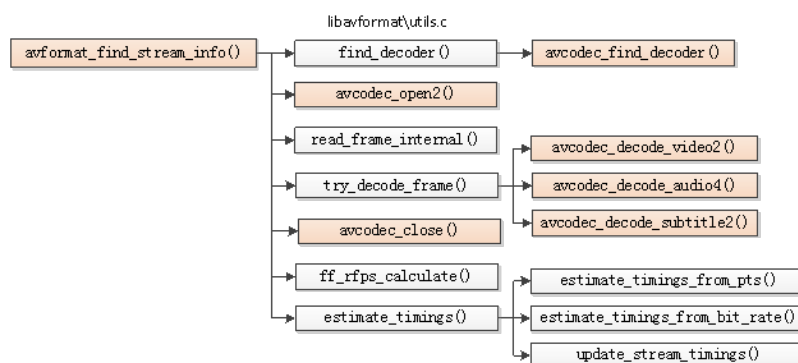 libavformat\utils.c
avformat_find_stream_info()
find_decoder()
avcodec_find_decoder()
avcodec_open2()
read_frame_internal()
avcodec_decode_video2()
try_decode_frame()
avcodec_decode_audio4()
avcodec_decode_subtitle2()
avcodec_close()
ff_rfps_calculate()
estimate_timings_from_pts()
estimate_timings()
estimate_timings_from_bit_rate()
update_stream_timings()